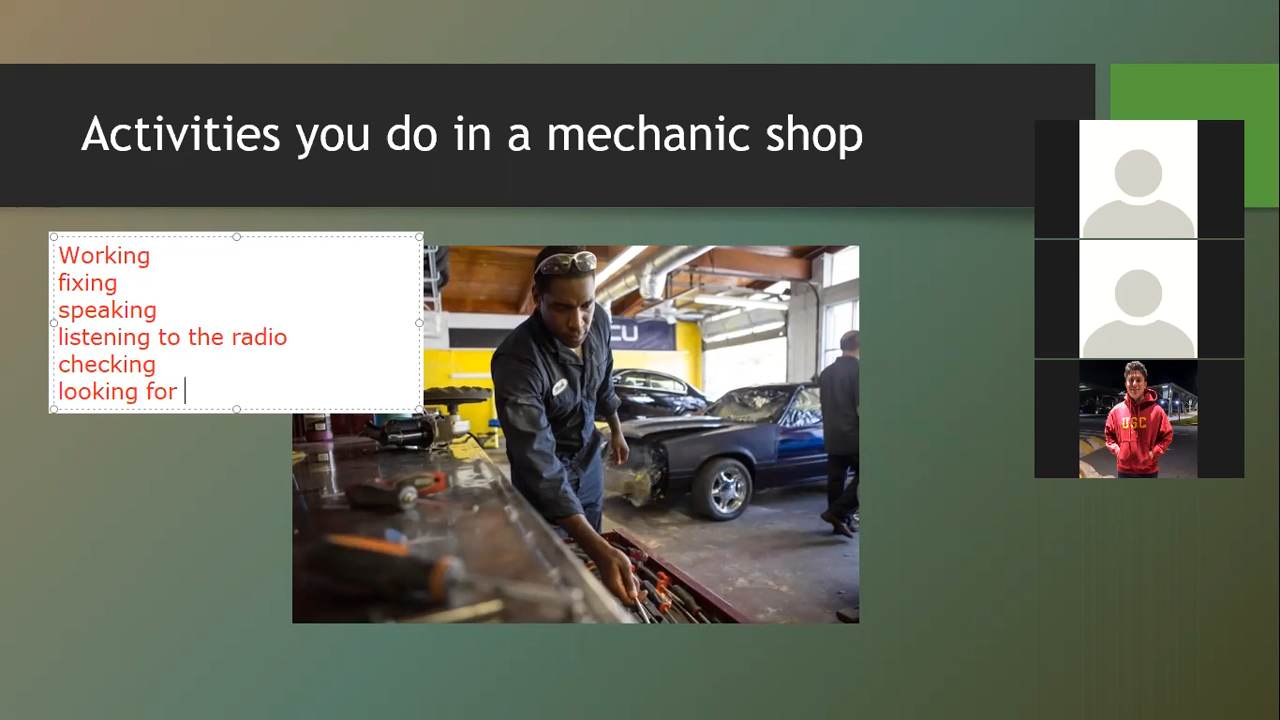 Activities you do in a mechanic shop
Working
fixing
speaking
listening to the radio
checking
looking for
CU
USC